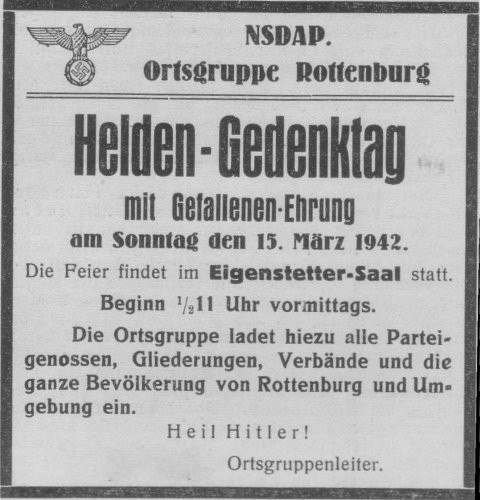 NSDAP.
Ortsgruppe Rottenburg
Helden-Gedenktag
mit Gefallenen-Ehrung
am Sonntag den 15. März 1942.
Die Feier findet im Eigenstetter-Saal statt.
Beginn ½11 Uhr vormittags.
Die Ortsgruppe ladet hiezu alle Partei-
genossen, Gliederungen, Verbände und die
ganze Bevölkerung von Rottenburg und Um-
gebung ein.
Heil Hitler!
Ortsgruppenleiter.